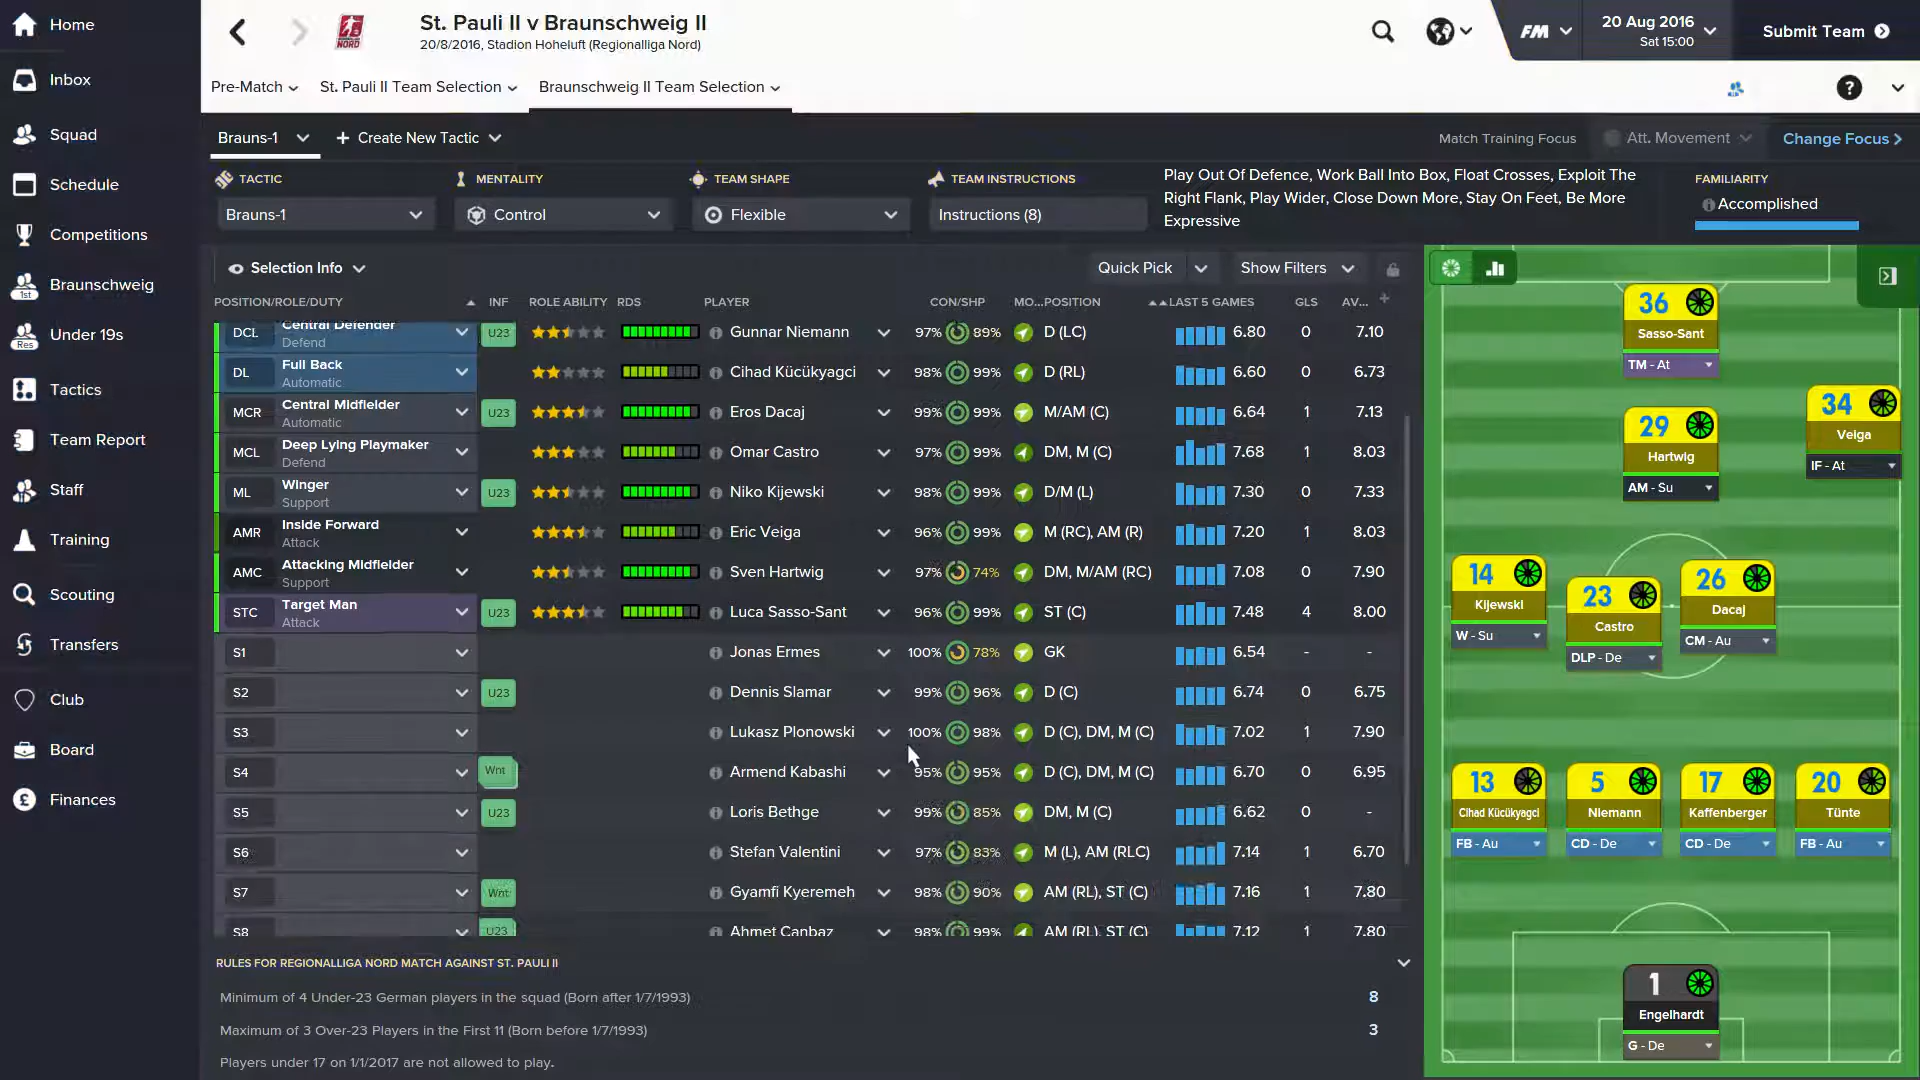 Home
Inbox
Squad
Schedule
Competitions
1st
Braunschweig
Res
Under 19s
Tactics
Team Report
Staff
Training
Scouting
Transfers
Club
Board
Finances
NORD
St. Pauli II v Braunschweig II
20/8/2016, Stadion Hoheluft (Regionalliga Nord)
FM
20 Aug 2016
Sat 15:00
Submit Team
Pre-Match
St. Pauli II Team Selection
Braunschweig II Team Selection
?
Brauns-1
+ Create New Tactic
Match Training Focus
Att. Movement
Change Focus >
TACTIC
Brauns-1
MENTALITY
Control
TEAM SHAPE
Flexible
TEAM INSTRUCTIONS
Instructions (8)
Play Out Of Defence, Work Ball Into Box, Float Crosses, Exploit The
Right Flank, Play Wider, Close Down More, Stay On Feet, Be More
Expressive
FAMILIARITY
Accomplished
Selection Info
Quick Pick
Show Filters
POSITION/ROLE/DUTY INF ROLE ABILITY RDS PLAYER CON/SHP MO... POSITION LAST 5 GAMES GLS AV... +
DCL Central Defender Defend U23 Gunnar Niemann 97% 89% D (LC) 6.80 0 7.10
DL Full Back Automatic Cihad Kücükyagci 98% 99% D (RL) 6.60 0 6.73
MCR Central Midfielder Automatic U23 Eros Dacaj 99% 99% M/AM (C) 6.64 1 7.13
MCL Deep Lying Playmaker Defend Omar Castro 97% 99% DM, M (C) 7.68 1 8.03
ML Winger Support U23 Niko Kijewski 98% 99% D/M (L) 7.30 0 7.33
AMR Inside Forward Attack Eric Veiga 96% 99% M (RC), AM (R) 7.20 1 8.03
AMC Attacking Midfielder Support Sven Hartwig 97% 74% DM, M/AM (RC) 7.08 0 7.90
STC Target Man Attack U23 Luca Sasso-Sant 96% 99% ST (C) 7.48 4 8.00
S1 Jonas Ermes 100% 78% GK 6.54 - -
S2 U23 Dennis Slamar 99% 96% D (C) 6.74 0 6.75
S3 Lukasz Plonowski 100% 98% D (C), DM, M (C) 7.02 1 7.90
S4 Wnt Armend Kabashi 95% 95% D (C), DM, M (C) 6.70 0 6.95
S5 U23 Loris Bethge 99% 85% DM, M (C) 6.62 0 -
S6 Stefan Valentini 97% 83% M (L), AM (RLC) 7.14 1 6.70
S7 Wnt Gyamfi Kyeremeh 98% 90% AM (RL), ST (C) 7.16 1 7.80
S8 U23 Ahmet Canbaz 98% 99% AM (RL), ST (C) 7.12 1 7.80
RULES FOR REGIONALLIGA NORD MATCH AGAINST ST. PAULI II
Minimum of 4 Under-23 German players in the squad (Born after 1/7/1993) 8
Maximum of 3 Over-23 Players in the First 11 (Born before 1/7/1993) 3
Players under 17 on 1/1/2017 are not allowed to play.
36
Sasso-Sant
TM - At
34
Veiga
IF - At
29
Hartwig
AM - Su
14
Kijewski
W - Su
23
Castro
DLP - De
26
Dacaj
CM - Au
13
Cihad Kücükyagci
FB - Au
5
Niemann
CD - De
17
Kaffenberger
CD - De
20
Tünte
FB - Au
1
Engelhardt
G - De